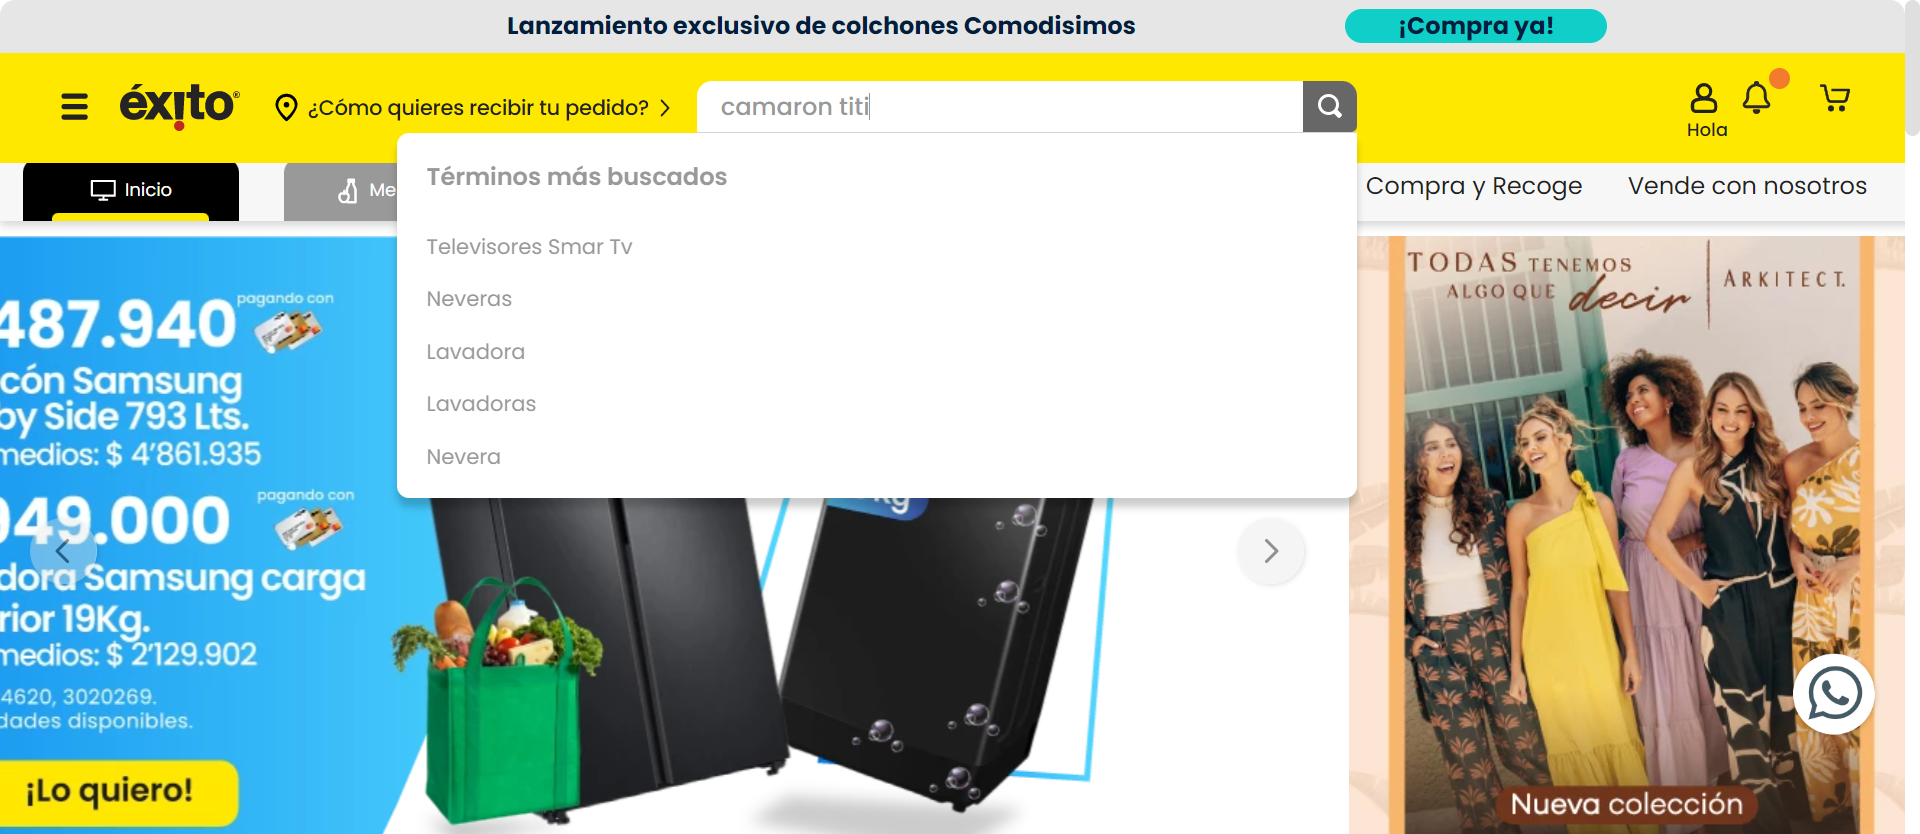 Lanzamiento exclusivo de colchones Comodisimos
¡Compra ya!
éxito®
¿Cómo quieres recibir tu pedido?
camaron titi
Hola
Inicio
Me
Términos más buscados
Televisores Smar Tv
Neveras
Lavadora
Lavadoras
Nevera
Compra y Recoge
Vende con nosotros
487.940
pagando con
cón Samsung
by Side 793 Lts.
medios: $ 4’861.935
949.000
pagando con
dora Samsung carga
rior 19Kg.
medios: $ 2’129.902
4620, 3020269.
dades disponibles.
¡Lo quiero!
TODAS TENEMOS
ALGO QUE decir
ARKITECT.
Nueva colección